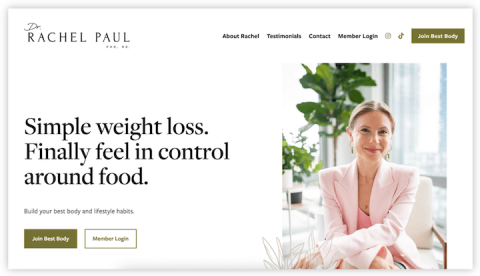 Dr.
RACHEL PAUL
PHD, RD.
About Rachel
Testimonials
Contact
Member Login
Join Best Body
Simple weight loss.
Finally feel in control
around food.
Build your best body and lifestyle habits.
Join Best Body
Member Login